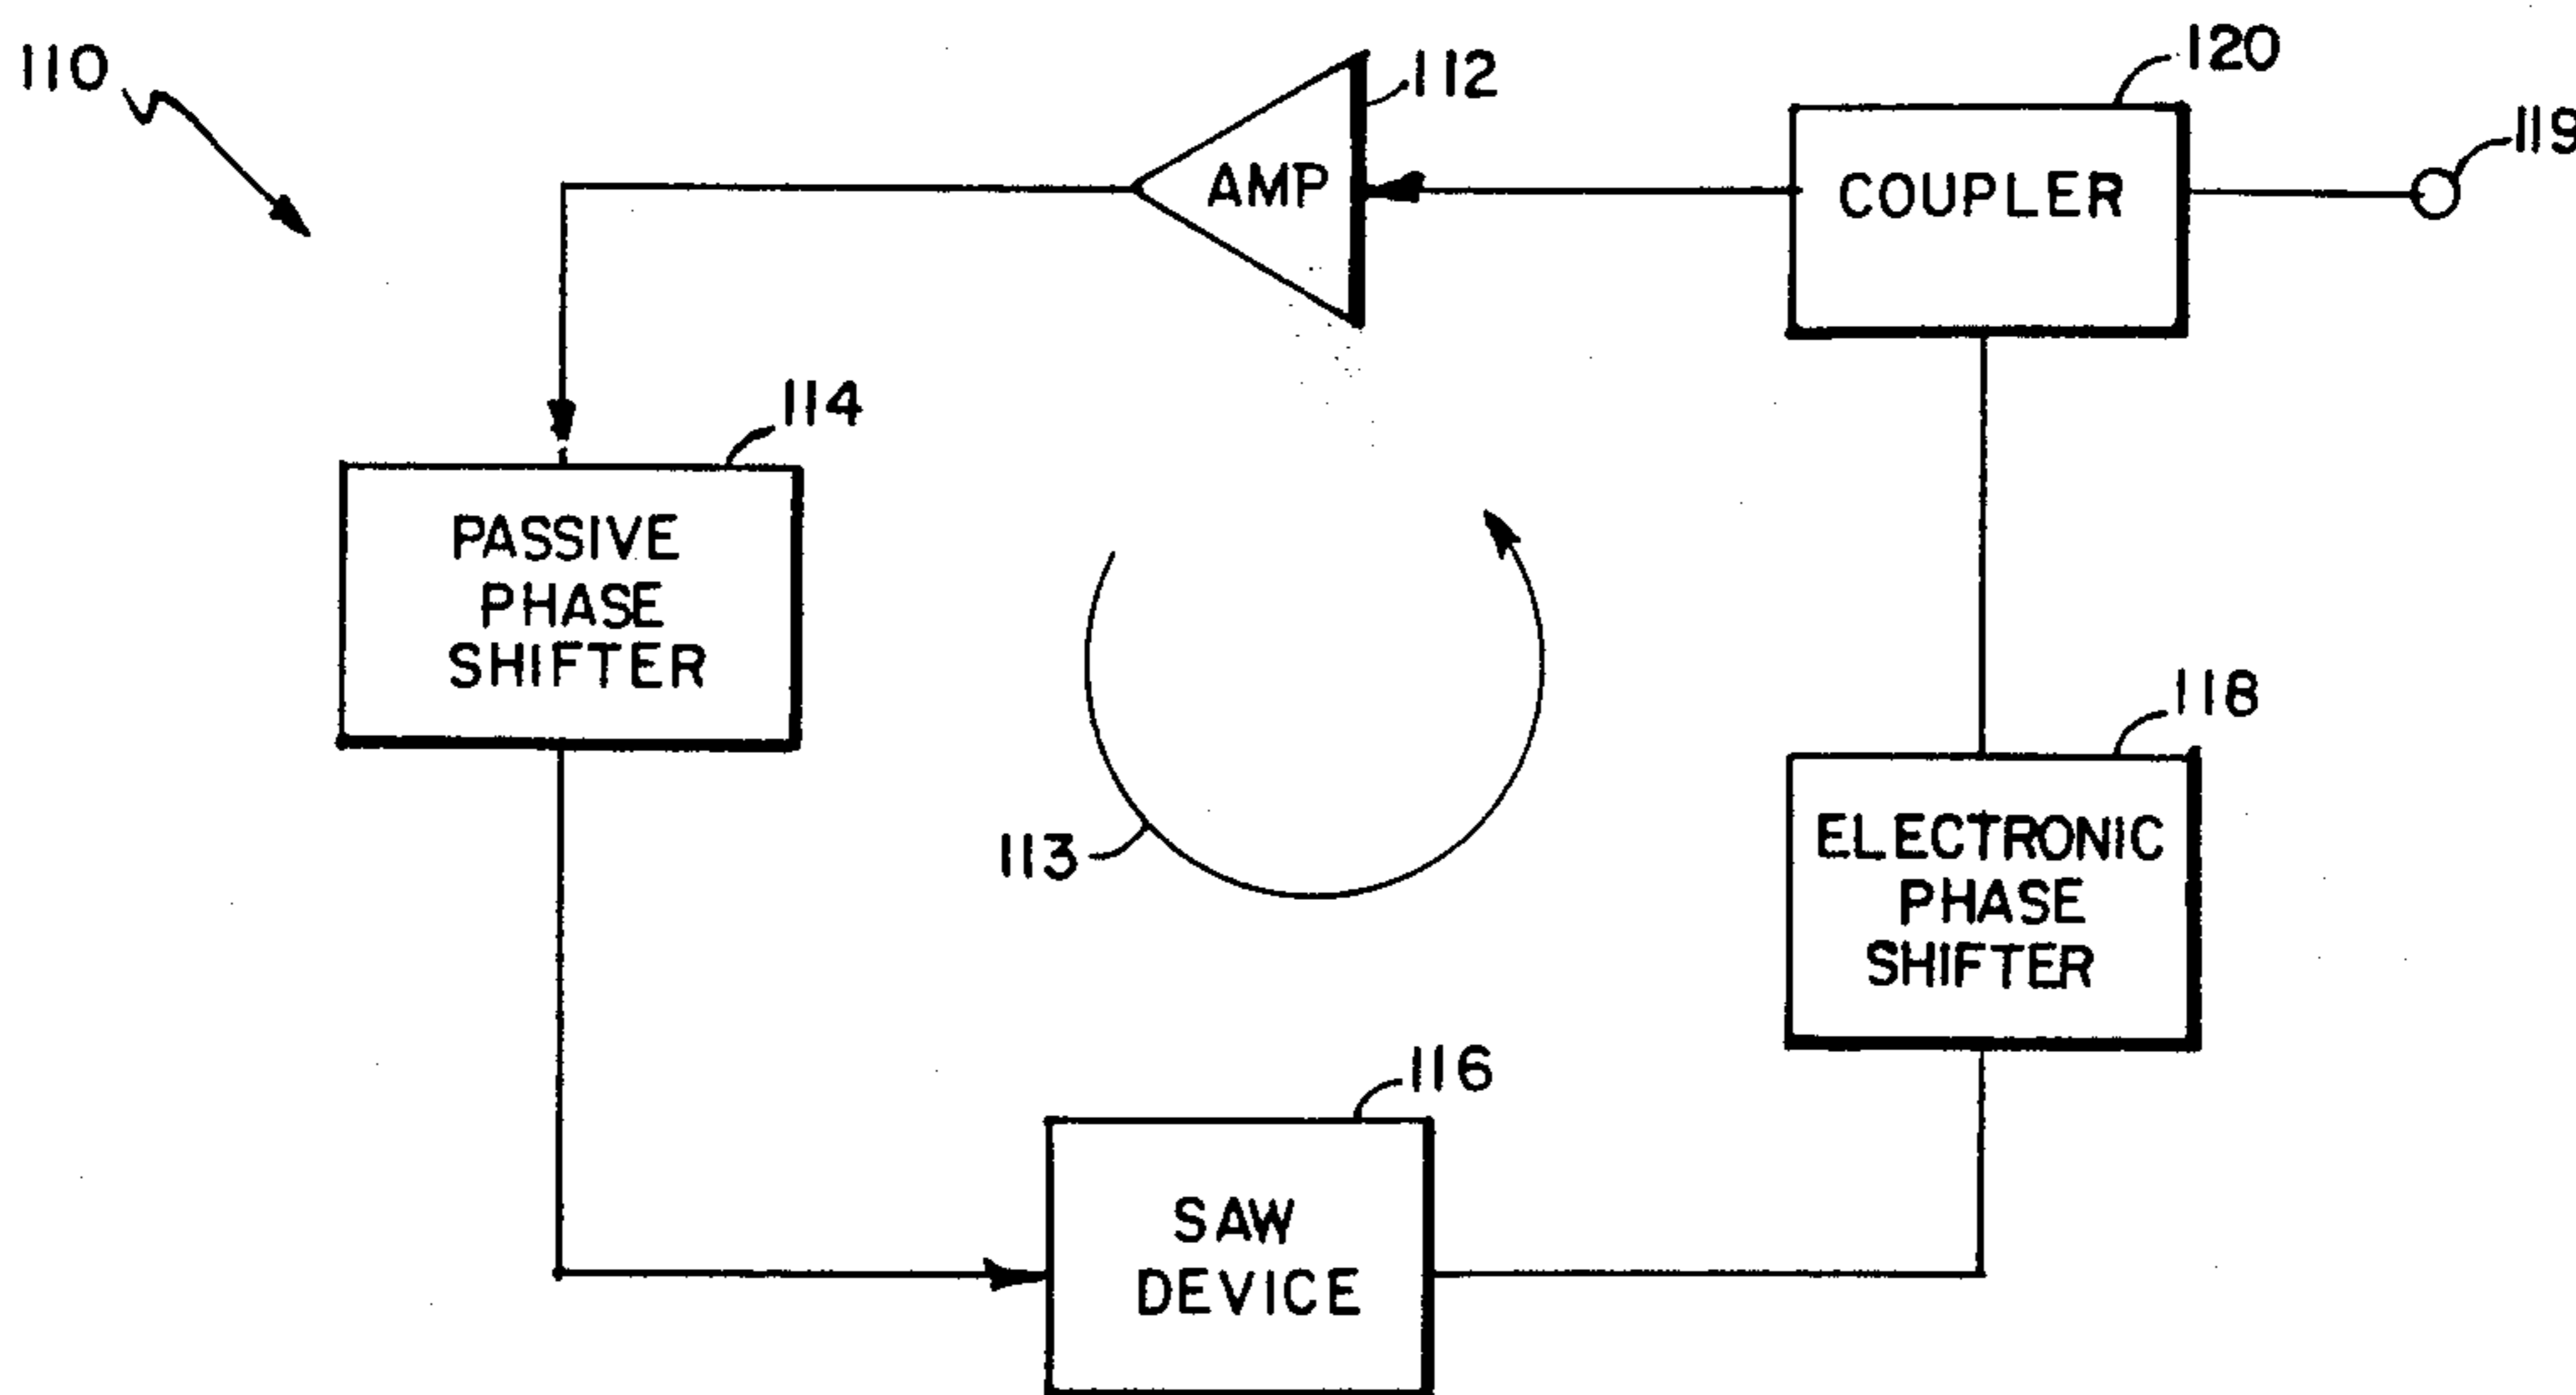 110
112
120
119
AMP
COUPLER
114
PASSIVE
PHASE
SHIFTER
113
118
ELECTRONIC
PHASE
SHIFTER
116
SAW
DEVICE